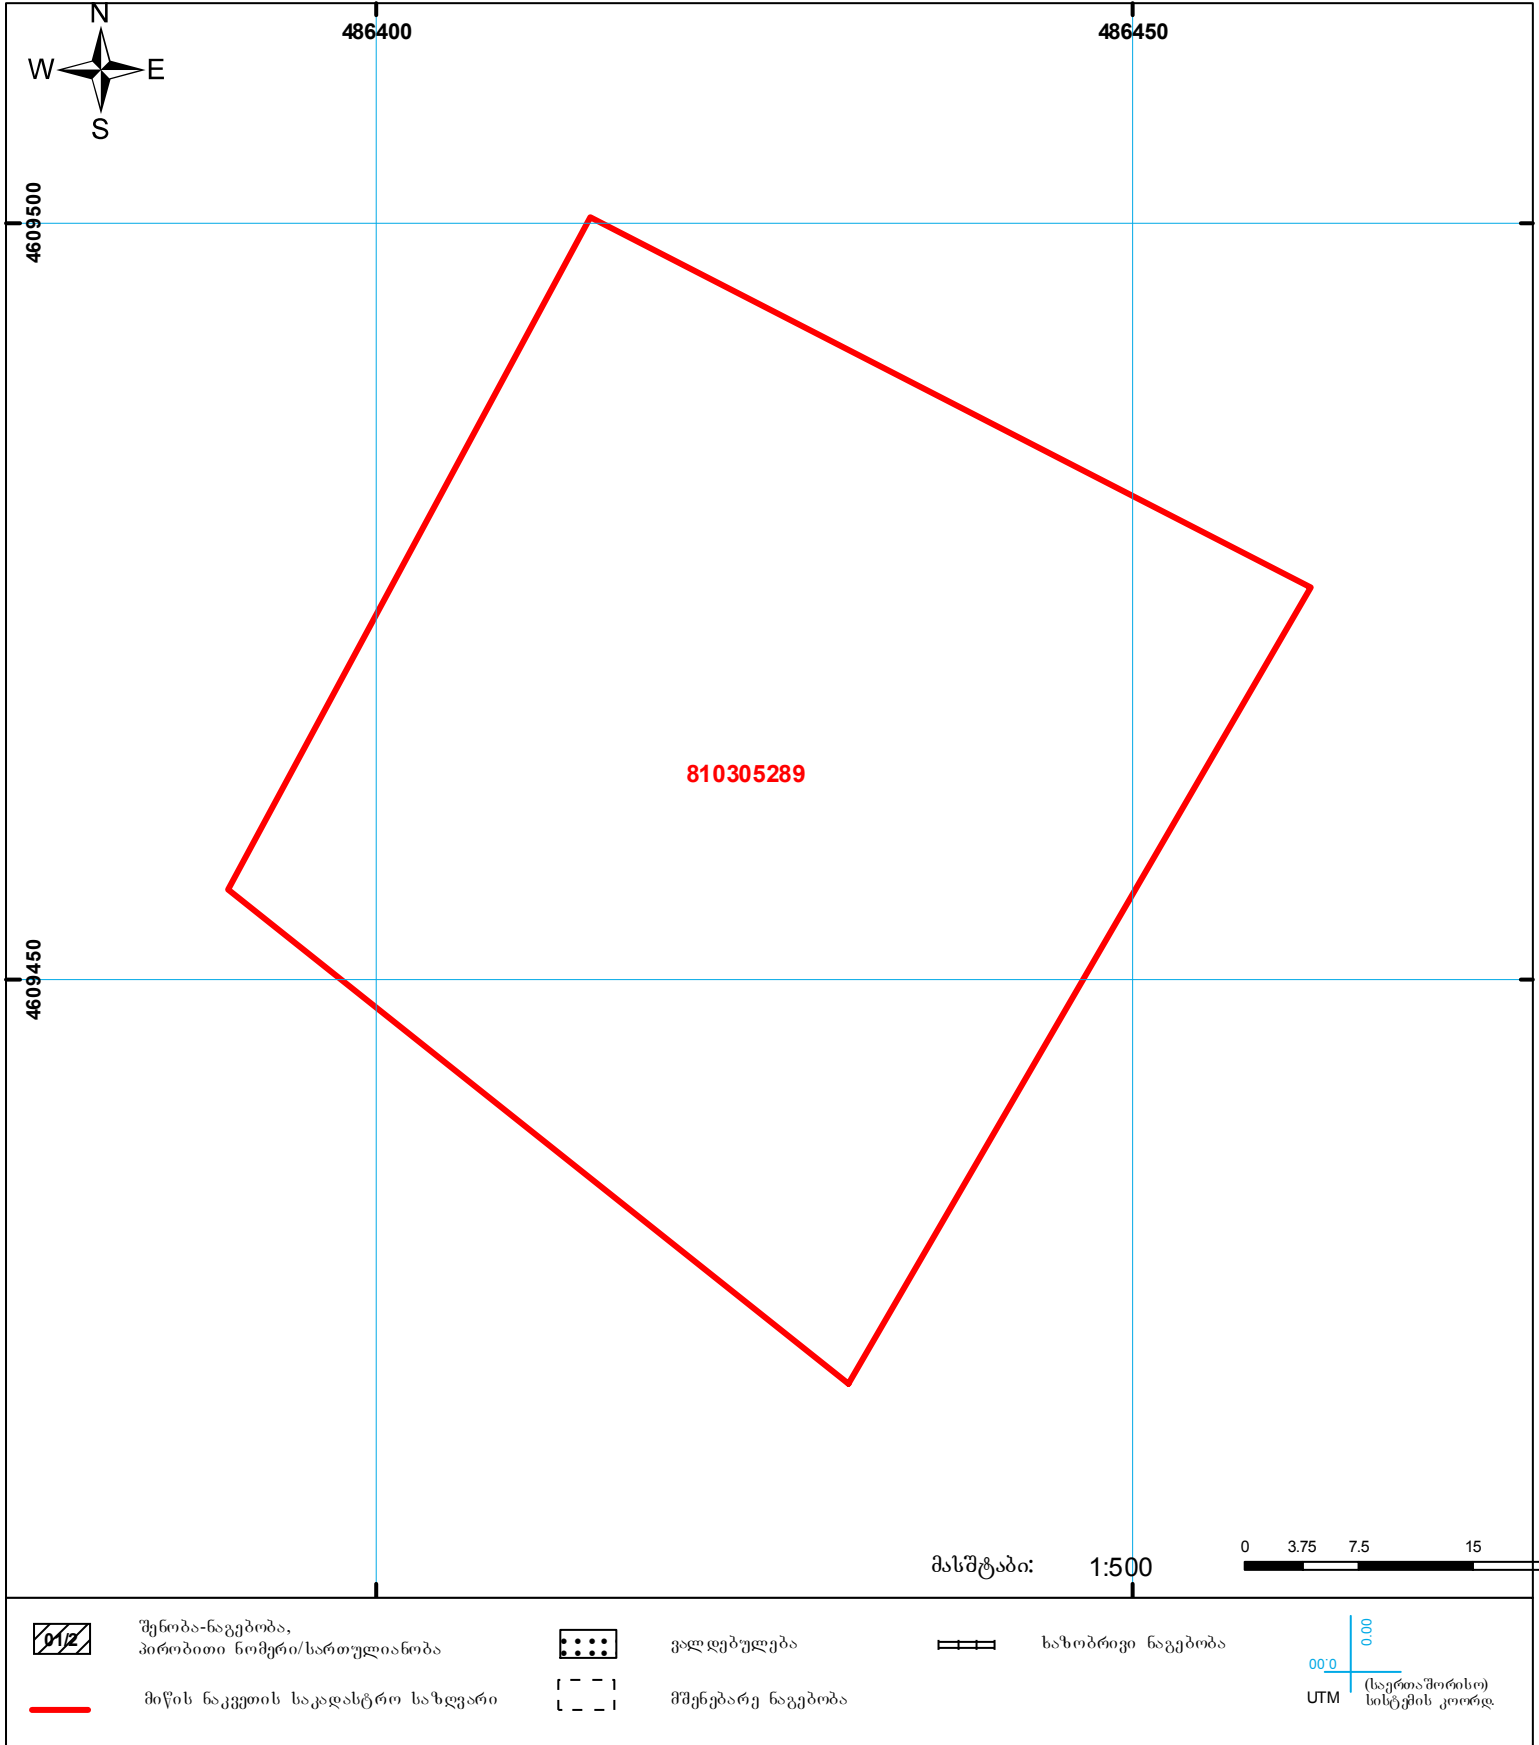 N
W E
S
486400
486450
4609500
4609450
810305289
მასშტაბი: 1:500
0 3.75 7.5 15
01/2
შენობა-ნაგებობა,
პირობითი ნომერი/სართულიანობა
ვალდებულება
ხაზობრივი ნაგებობა
მიწის ნაკვეთის საკადასტრო საზღვარი
მშენებარე ნაგებობა
0.00
0.00
UTM
(საერთაშორისო)
სისტემის კოორდ.